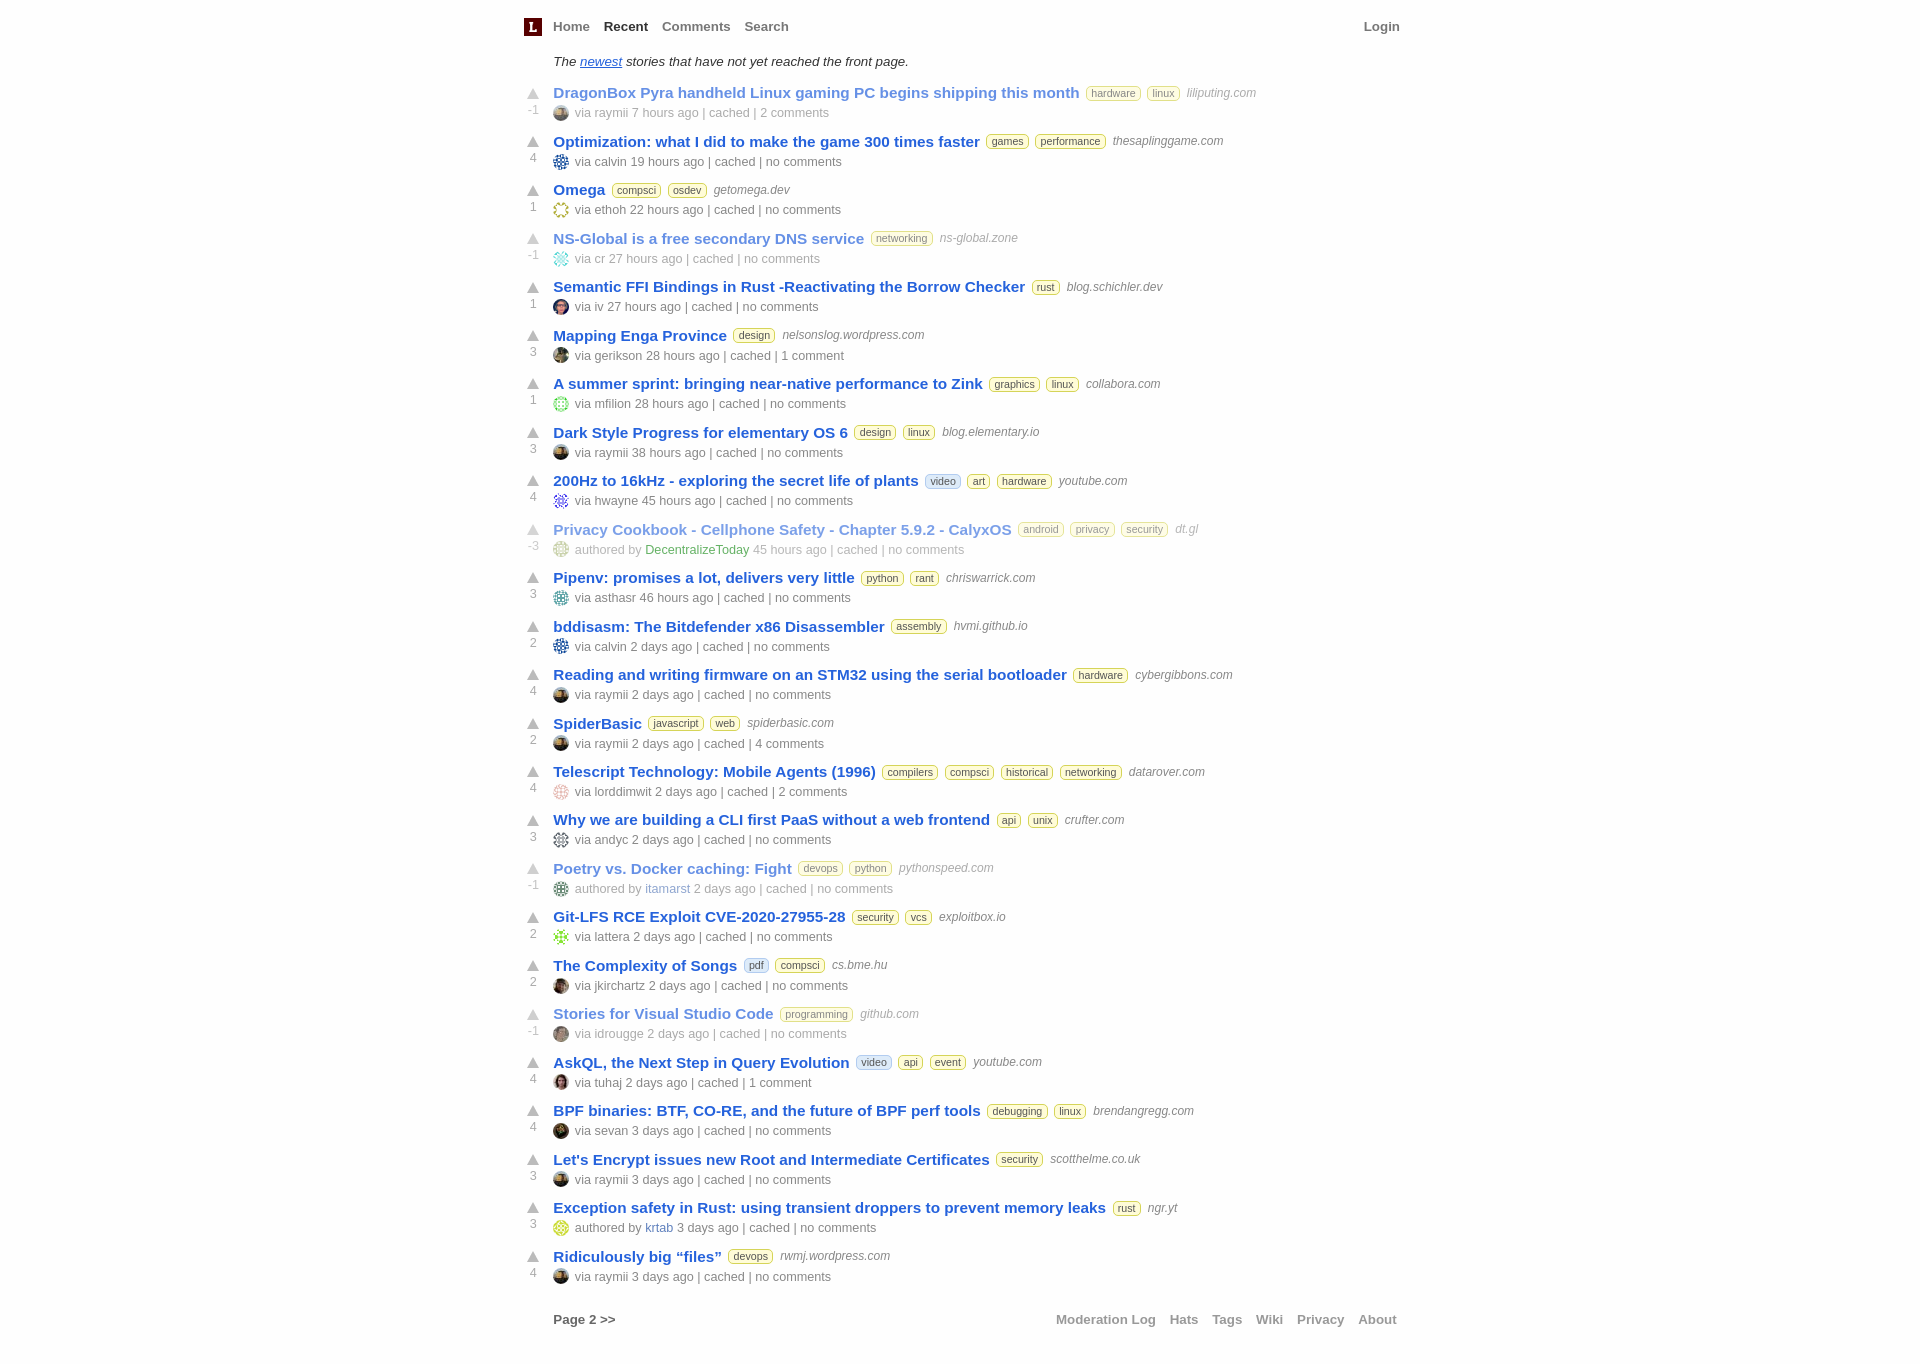 L Home Recent Comments Search Login
The newest stories that have not yet reached the front page.
DragonBox Pyra handheld Linux gaming PC begins shipping this month hardware linux liliputing.com
-1 via raymii 7 hours ago | cached | 2 comments
Optimization: what I did to make the game 300 times faster games performance thesaplinggame.com
4 via calvin 19 hours ago | cached | no comments
Omega compsci osdev getomega.dev
1 via ethoh 22 hours ago | cached | no comments
NS-Global is a free secondary DNS service networking ns-global.zone
-1 via cr 27 hours ago | cached | no comments
Semantic FFI Bindings in Rust -Reactivating the Borrow Checker rust blog.schichler.dev
1 via iv 27 hours ago | cached | no comments
Mapping Enga Province design nelsonslog.wordpress.com
3 via gerikson 28 hours ago | cached | 1 comment
A summer sprint: bringing near-native performance to Zink graphics linux collabora.com
1 via mfilion 28 hours ago | cached | no comments
Dark Style Progress for elementary OS 6 design linux blog.elementary.io
3 via raymii 38 hours ago | cached | no comments
200Hz to 16kHz - exploring the secret life of plants video art hardware youtube.com
4 via hwayne 45 hours ago | cached | no comments
Privacy Cookbook - Cellphone Safety - Chapter 5.9.2 - CalyxOS android privacy security dt.gl
-3 authored by DecentralizeToday 45 hours ago | cached | no comments
Pipenv: promises a lot, delivers very little python rant chriswarrick.com
3 via asthasr 46 hours ago | cached | no comments
bddisasm: The Bitdefender x86 Disassembler assembly hvmi.github.io
2 via calvin 2 days ago | cached | no comments
Reading and writing firmware on an STM32 using the serial bootloader hardware cybergibbons.com
4 via raymii 2 days ago | cached | no comments
SpiderBasic javascript web spiderbasic.com
2 via raymii 2 days ago | cached | 4 comments
Telescript Technology: Mobile Agents (1996) compilers compsci historical networking datarover.com
4 via lorddimwit 2 days ago | cached | 2 comments
Why we are building a CLI first PaaS without a web frontend api unix crufter.com
3 via andyc 2 days ago | cached | no comments
Poetry vs. Docker caching: Fight devops python pythonspeed.com
-1 authored by itamarst 2 days ago | cached | no comments
Git-LFS RCE Exploit CVE-2020-27955-28 security vcs exploitbox.io
2 via lattera 2 days ago | cached | no comments
The Complexity of Songs pdf compsci cs.bme.hu
2 via jkirchartz 2 days ago | cached | no comments
Stories for Visual Studio Code programming github.com
-1 via idrougge 2 days ago | cached | no comments
AskQL, the Next Step in Query Evolution video api event youtube.com
4 via tuhaj 2 days ago | cached | 1 comment
BPF binaries: BTF, CO-RE, and the future of BPF perf tools debugging linux brendangregg.com
4 via sevan 3 days ago | cached | no comments
Let's Encrypt issues new Root and Intermediate Certificates security scotthelme.co.uk
3 via raymii 3 days ago | cached | no comments
Exception safety in Rust: using transient droppers to prevent memory leaks rust ngr.yt
3 authored by krtab 3 days ago | cached | no comments
Ridiculously big “files” devops rwmj.wordpress.com
4 via raymii 3 days ago | cached | no comments
Page 2 >> Moderation Log Hats Tags Wiki Privacy About